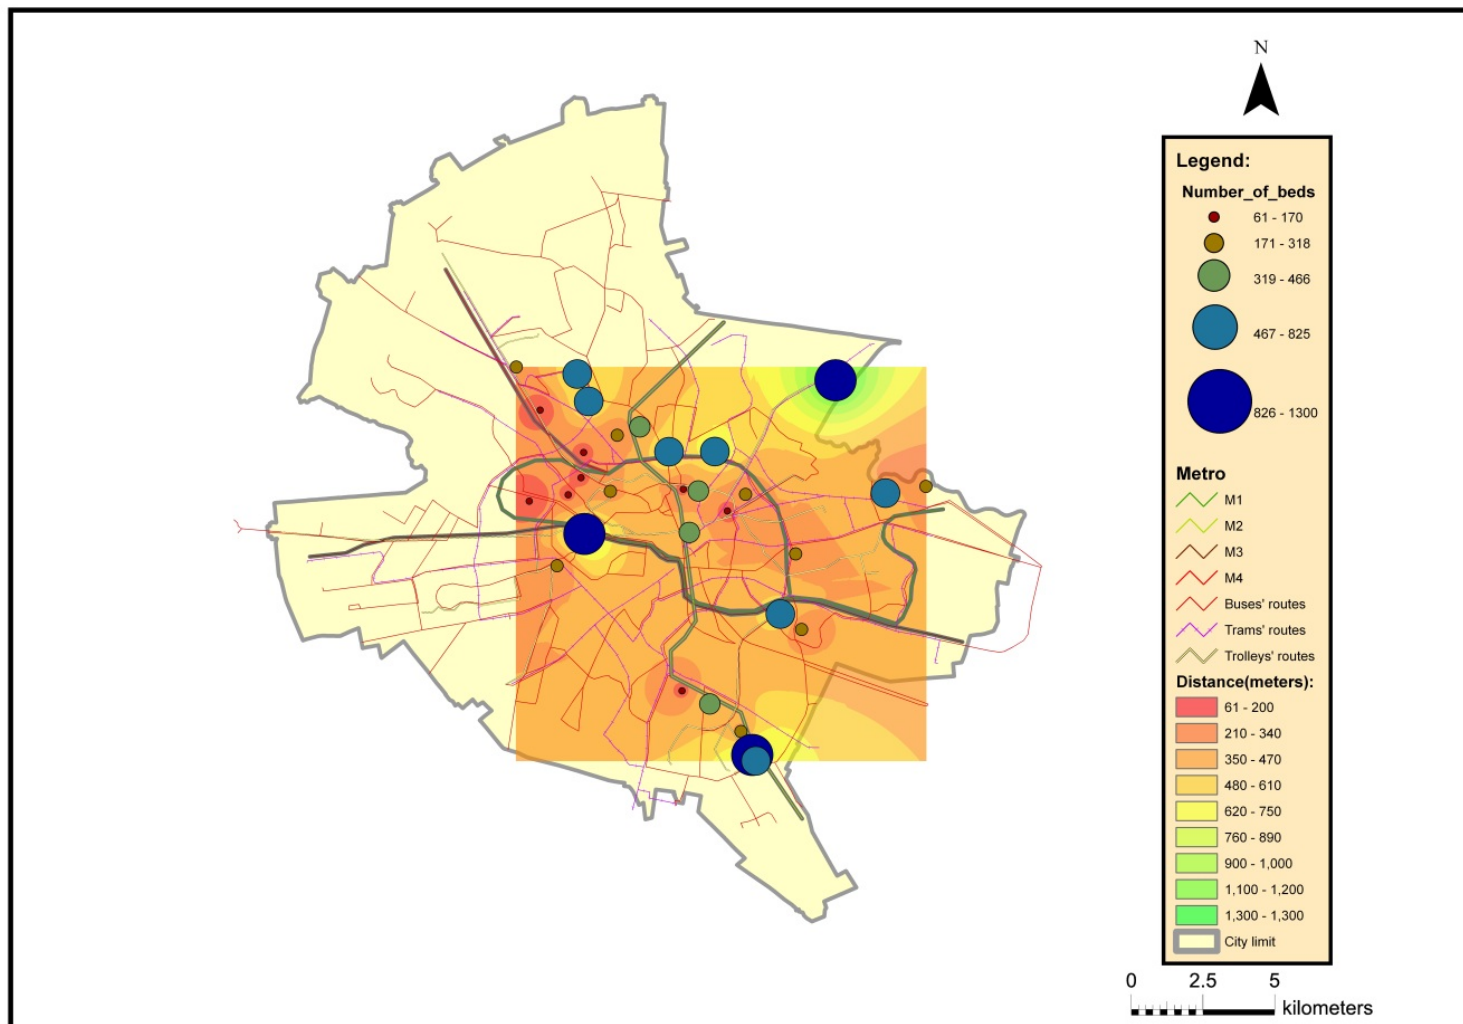 N
Legend:
Number_of_beds
61 - 170
171 - 318
319 - 466
467 - 825
826 - 1300
Metro
M1
M2
M3
M4
Buses' routes
Trams' routes
Trolleys' routes
Distance(meters):
61 - 200
210 - 340
350 - 470
480 - 610
620 - 750
760 - 890
900 - 1,000
1,100 - 1,200
1,300 - 1,300
City limit
0 2.5 5
kilometers